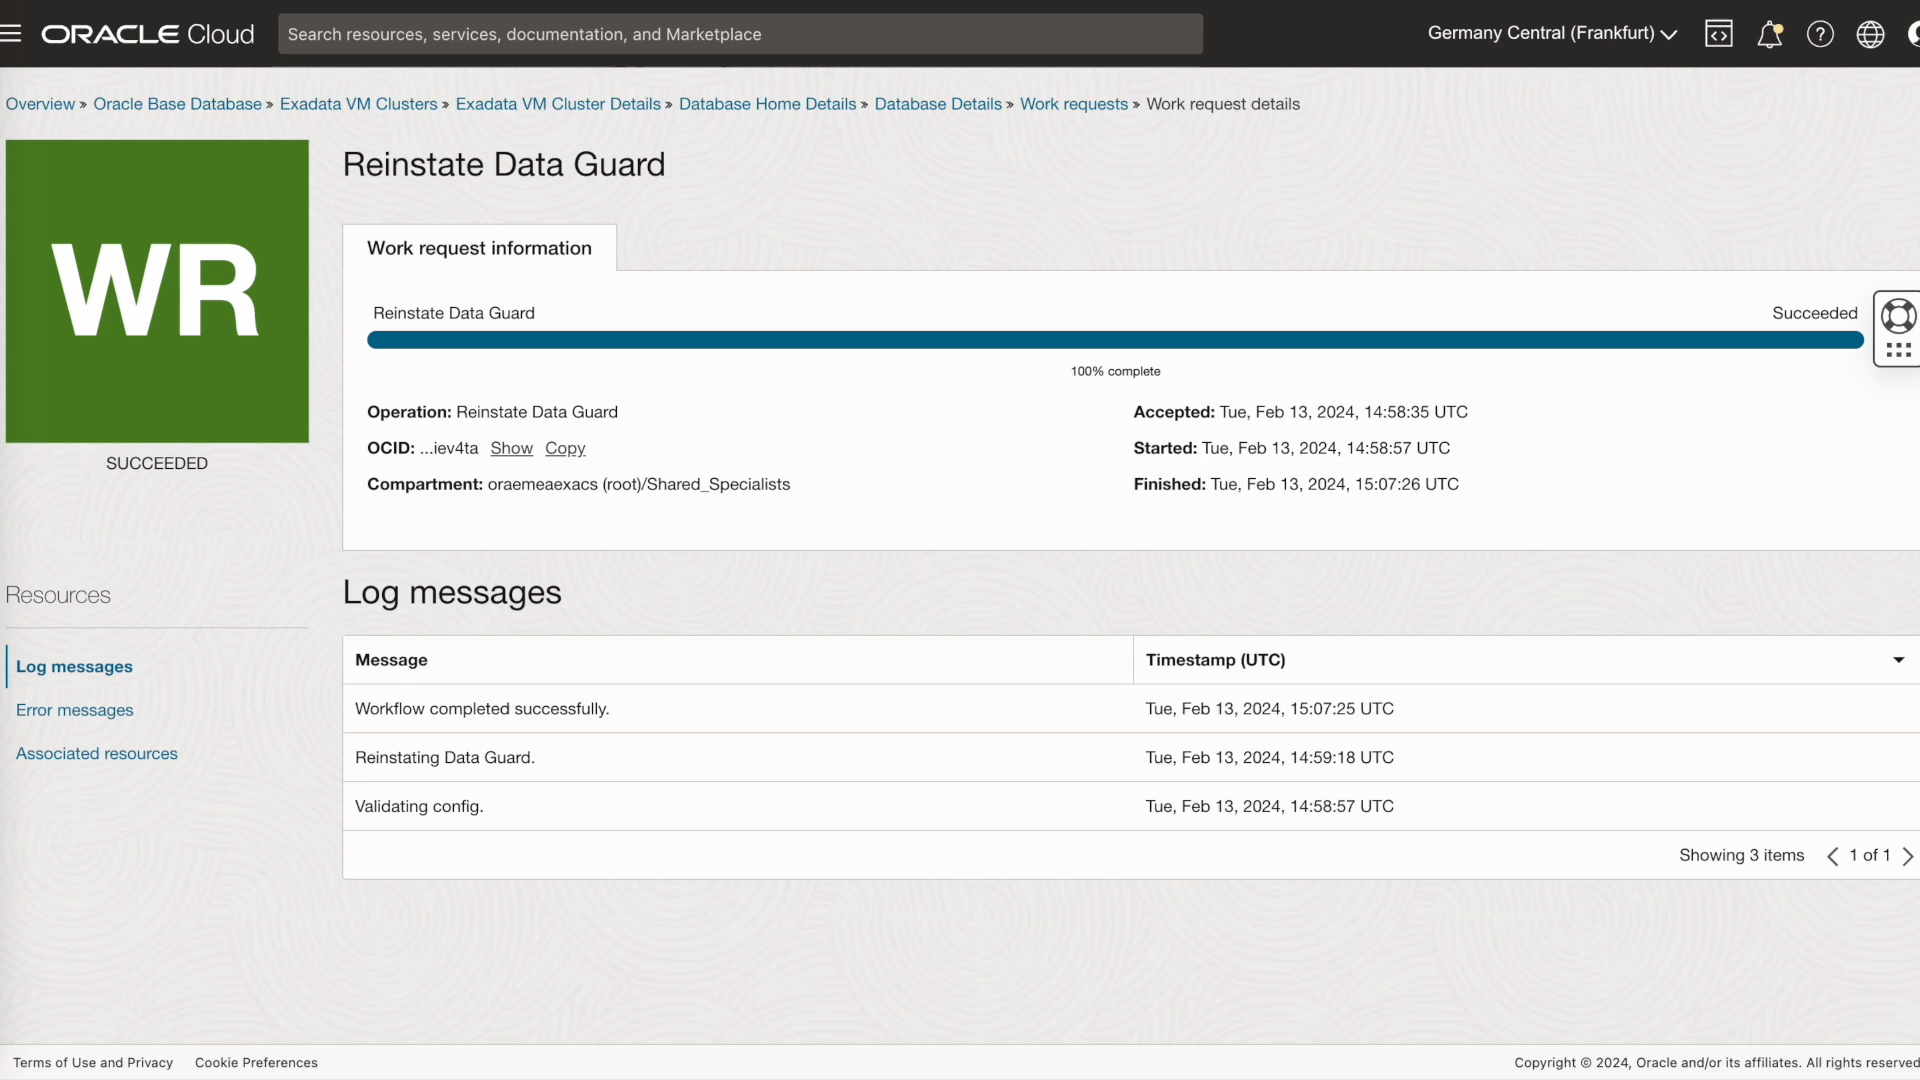 ORACLE Cloud
Search resources, services, documentation, and Marketplace
Germany Central (Frankfurt)
Overview » Oracle Base Database » Exadata VM Clusters » Exadata VM Cluster Details » Database Home Details » Database Details » Work requests » Work request details
WR
SUCCEEDED
Reinstate Data Guard
Work request information
Reinstate Data Guard
Succeeded
100% complete
Operation: Reinstate Data Guard
OCID: ...iev4ta Show Copy
Compartment: oraemeaexacs (root)/Shared_Specialists
Accepted: Tue, Feb 13, 2024, 14:58:35 UTC
Started: Tue, Feb 13, 2024, 14:58:57 UTC
Finished: Tue, Feb 13, 2024, 15:07:26 UTC
Resources
Log messages
Error messages
Associated resources
Log messages
Message Timestamp (UTC)
Workflow completed successfully. Tue, Feb 13, 2024, 15:07:25 UTC
Reinstating Data Guard. Tue, Feb 13, 2024, 14:59:18 UTC
Validating config. Tue, Feb 13, 2024, 14:58:57 UTC
Showing 3 items 1 of 1
Terms of Use and Privacy Cookie Preferences
Copyright © 2024, Oracle and/or its affiliates. All rights reserved